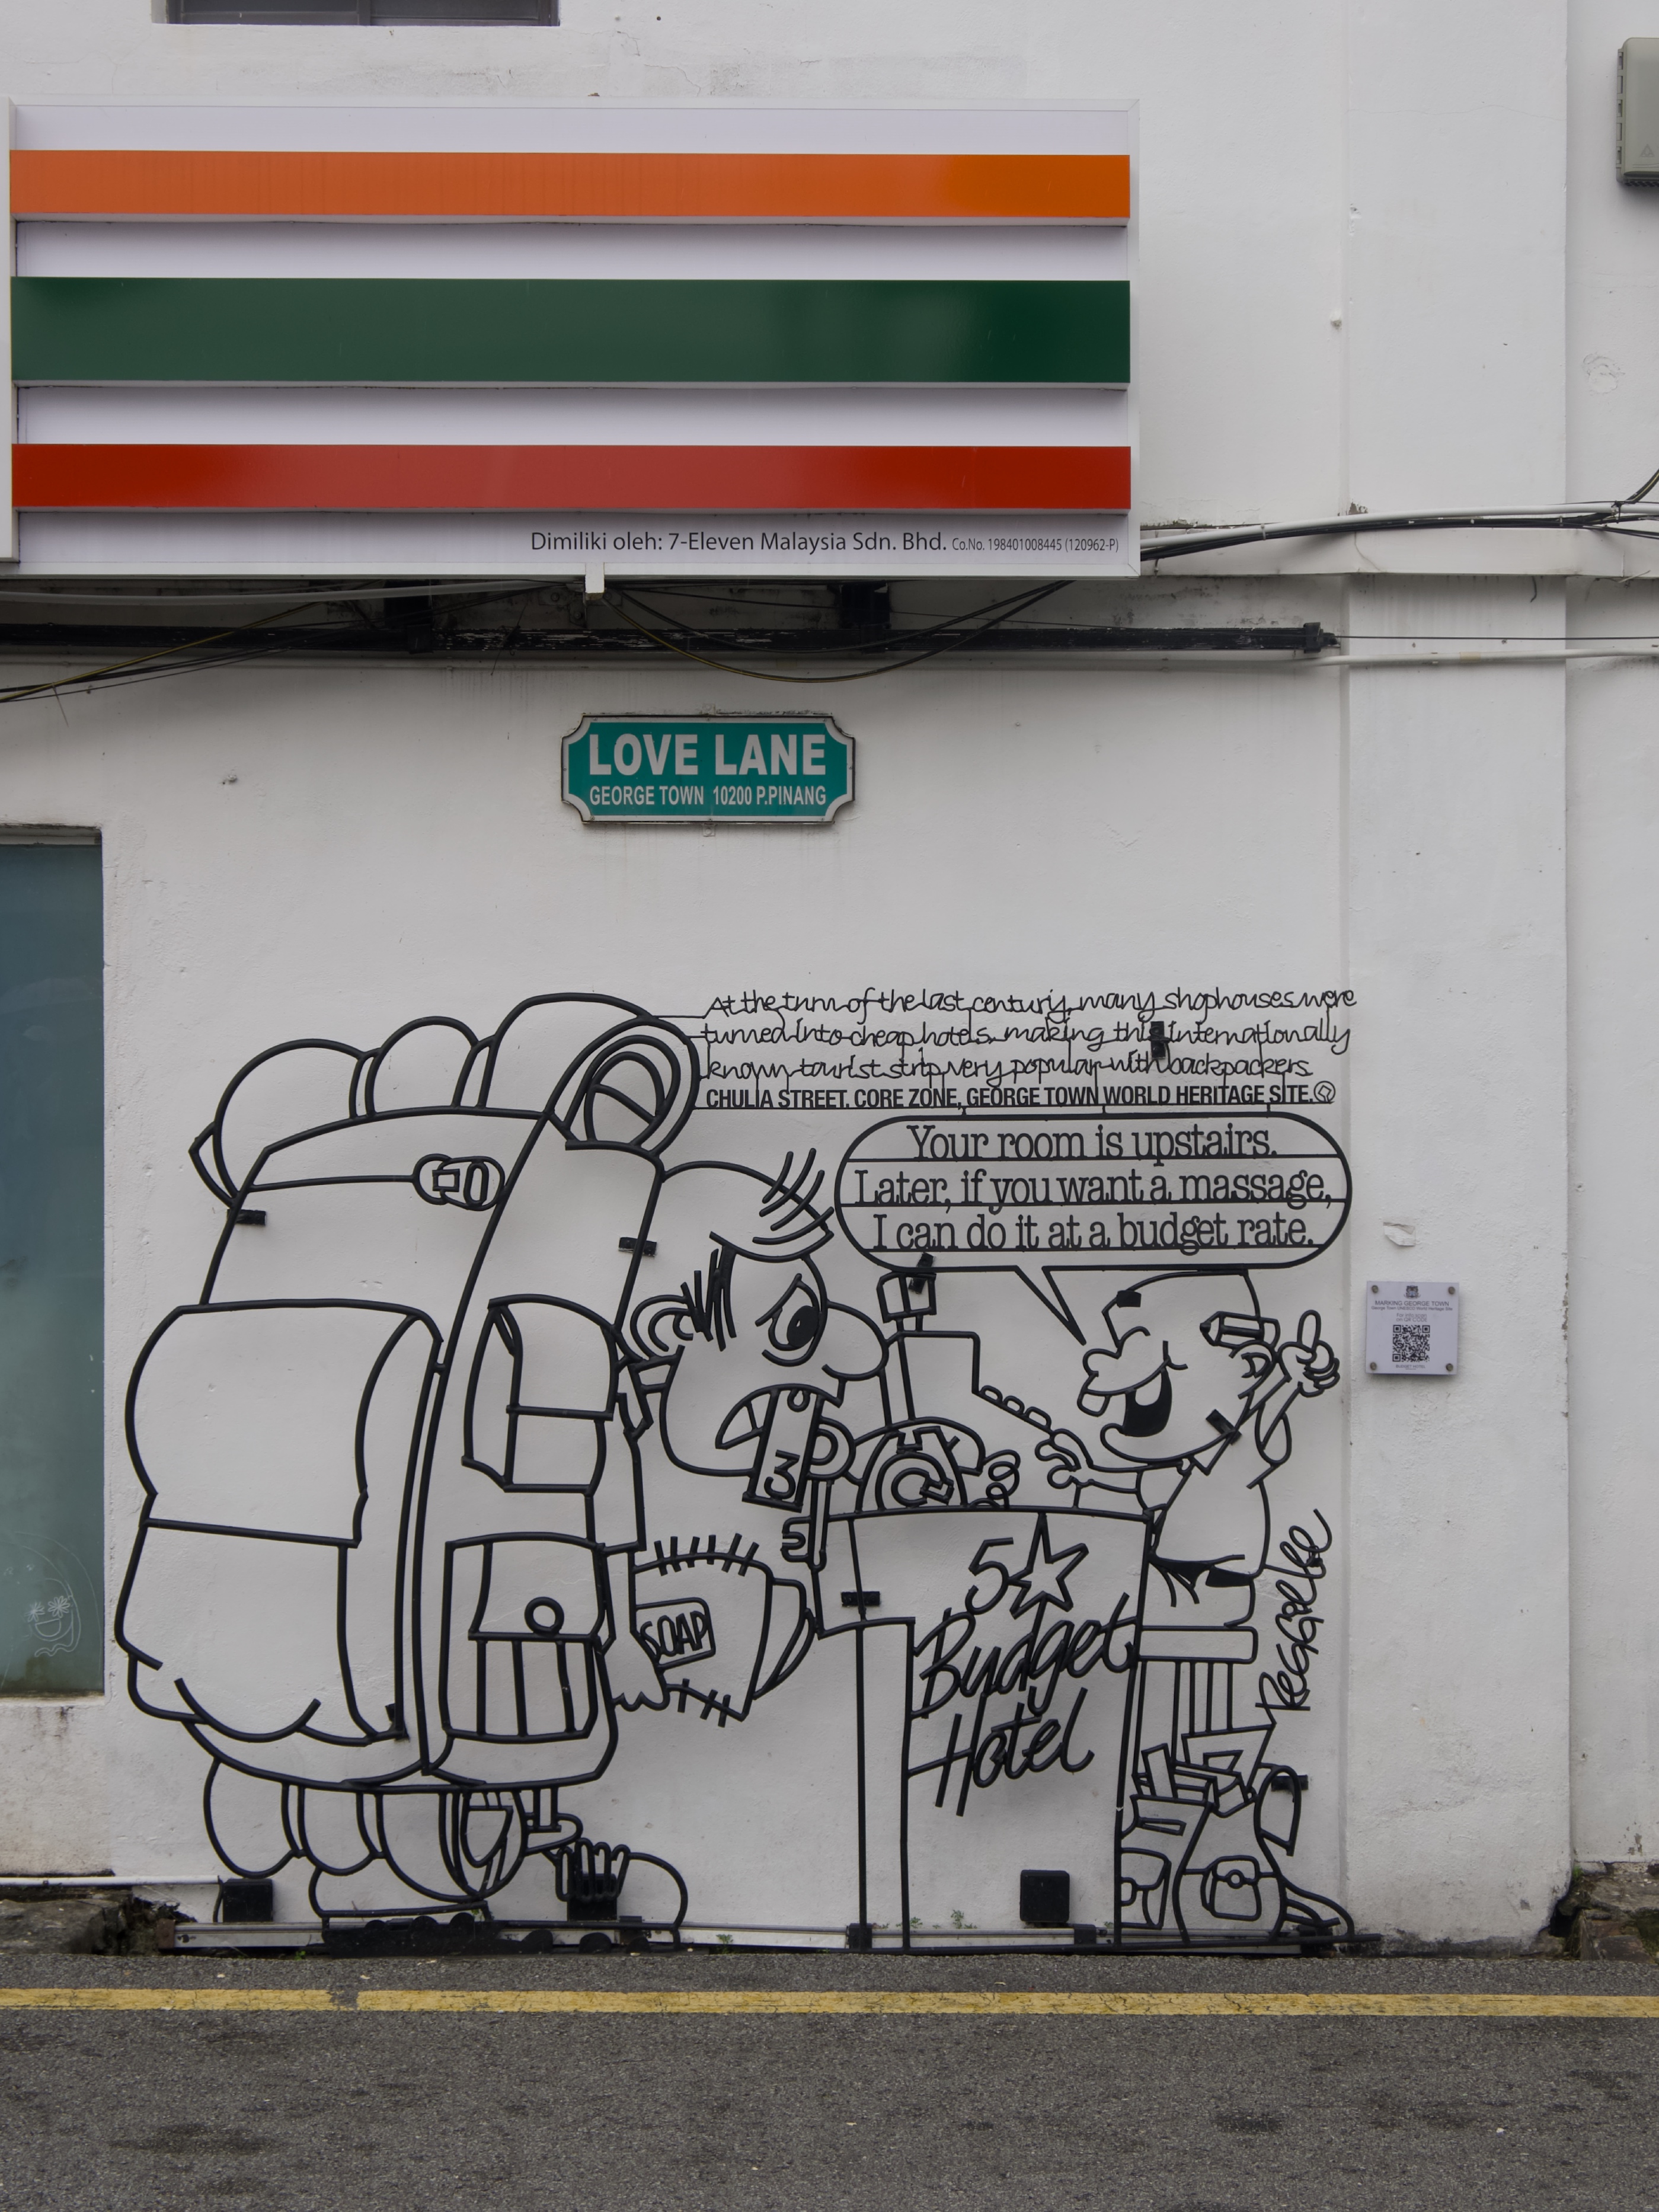 Dimiliki oleh: 7-Eleven Malaysia Sdn. Bhd. Co.No. 198401008445 (120962-P)
LOVE LANE
GEORGE TOWN 10200 P.PINANG
At the turn of the last century, many shophouses were
turned into cheap hotels, making this internationally
known tourist strip very popular with backpackers.
CHULIA STREET. CORE ZONE, GEORGE TOWN WORLD HERITAGE SITE.
Your room is upstairs.
Later, if you want a massage,
I can do it at a budget rate.
MARKING GEORGE TOWN
3
SOAP
5
Budget
Hotel
Reggie Lee